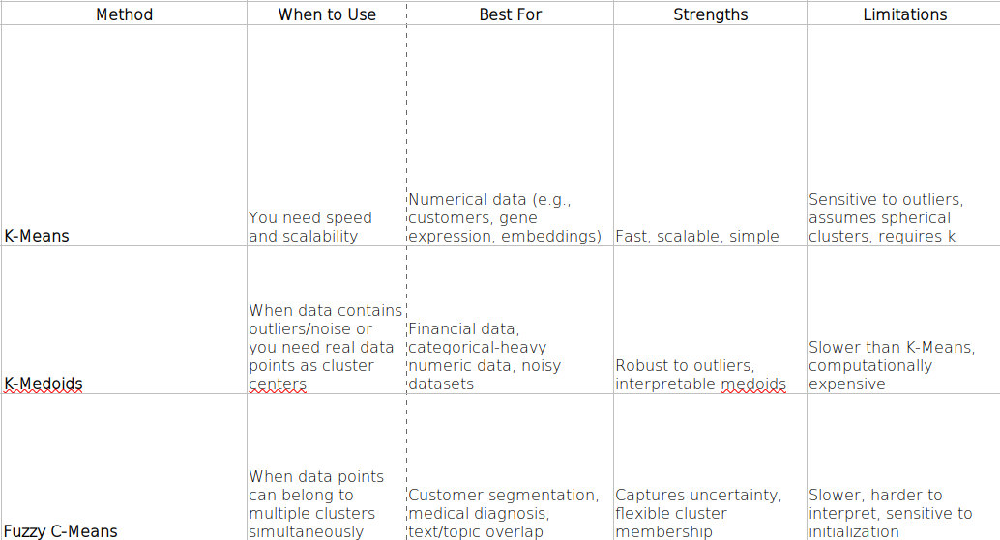 Method When to Use Best For Strengths Limitations
K-Means
You need speed
and scalability
Numerical data (e.g.,
customers, gene
expression, embeddings)
Fast, scalable, simple
Sensitive to outliers,
assumes spherical
clusters, requires k
K-Medoids
When data contains
outliers/noise or
you need real data
points as cluster
centers
Financial data,
categorical-heavy
numeric data, noisy
datasets
Robust to outliers,
interpretable medoids
Slower than K-Means,
computationally
expensive
Fuzzy C-Means
When data points
can belong to
multiple clusters
simultaneously
Customer segmentation,
medical diagnosis,
text/topic overlap
Captures uncertainty,
flexible cluster
membership
Slower, harder to
interpret, sensitive to
initialization